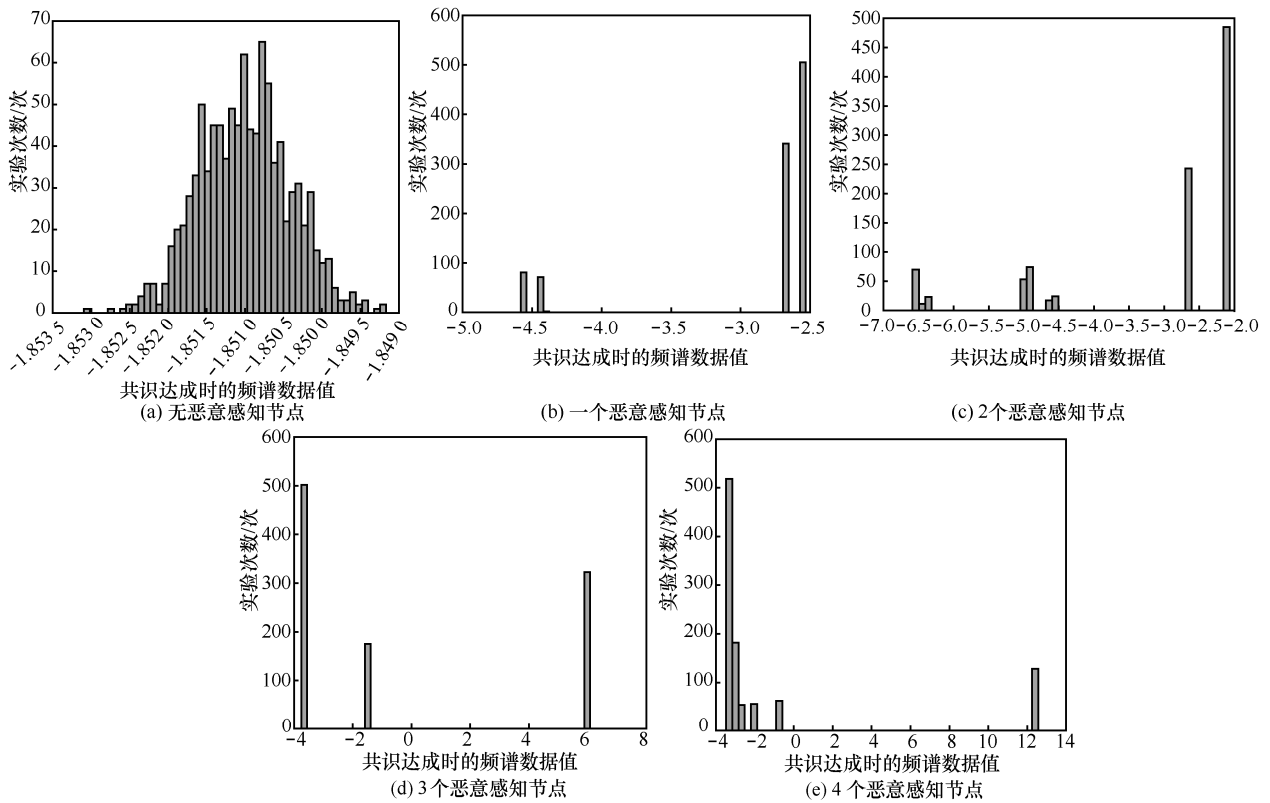 70
60
50
40
30
20
10
0
实验次数/次
-1.853 5
-1.853 0
-1.852 5
-1.852 0
-1.851 5
-1.851 0
-1.850 5
-1.850 0
-1.849 5
-1.849 0
共识达成时的频谱数据值
(a) 无恶意感知节点
600
500
400
300
200
100
0
实验次数/次
-5.0 -4.5 -4.0 -3.5 -3.0 -2.5
共识达成时的频谱数据值
(b) 一个恶意感知节点
500
450
400
350
300
250
200
150
100
50
0
实验次数/次
-7.0 -6.5 -6.0 -5.5 -5.0 -4.5 -4.0 -3.5 -3.0 -2.5 -2.0
共识达成时的频谱数据值
(c) 2个恶意感知节点
600
500
400
300
200
100
0
实验次数/次
-4 -2 0 2 4 6 8
共识达成时的频谱数据值
(d) 3个恶意感知节点
600
500
400
300
200
100
0
实验次数/次
-4 -2 0 2 4 6 8 10 12 14
共识达成时的频谱数据值
(e) 4个恶意感知节点